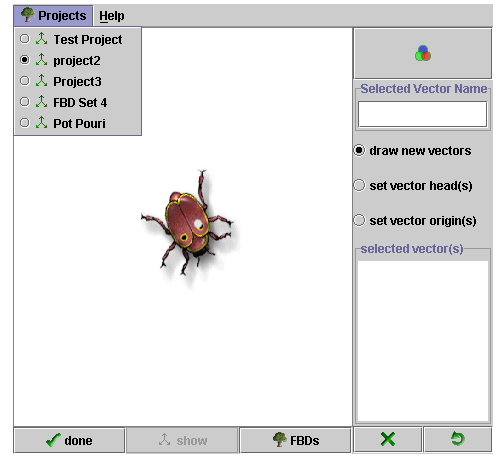 Projects Help
Test Project
project2
Project3
FBD Set 4
Pot Pouri
Selected Vector Name
draw new vectors
set vector head(s)
set vector origin(s)
selected vector(s)
done show FBDs